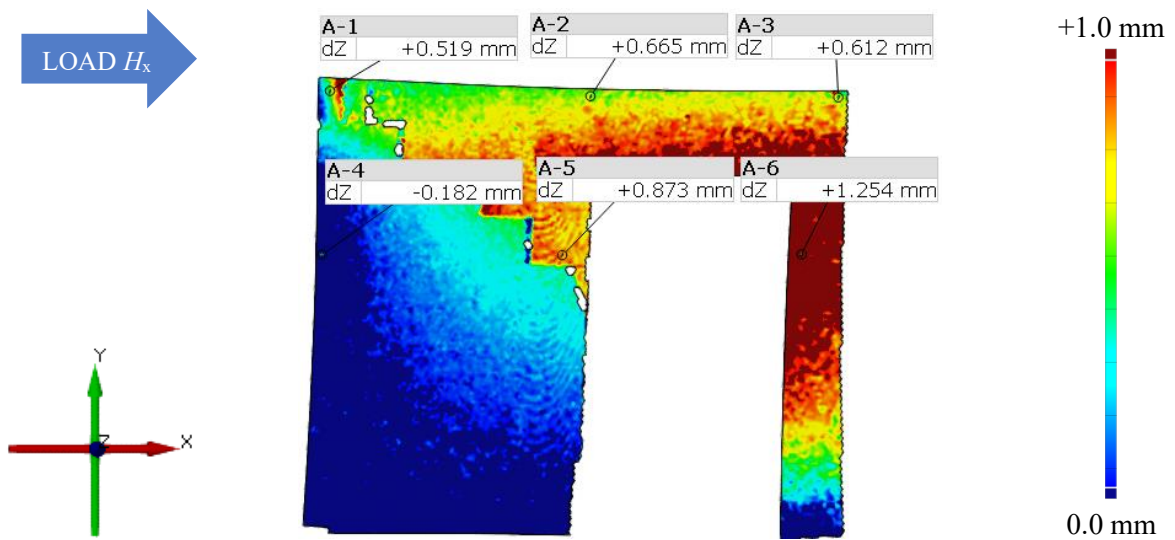 LOAD Hx
A-1
dZ +0.519 mm
A-2
dZ +0.665 mm
A-3
dZ +0.612 mm
+1.0 mm
A-4
dZ -0.182 mm
A-5
dZ +0.873 mm
A-6
dZ +1.254 mm
Y
Z
X
0.0 mm